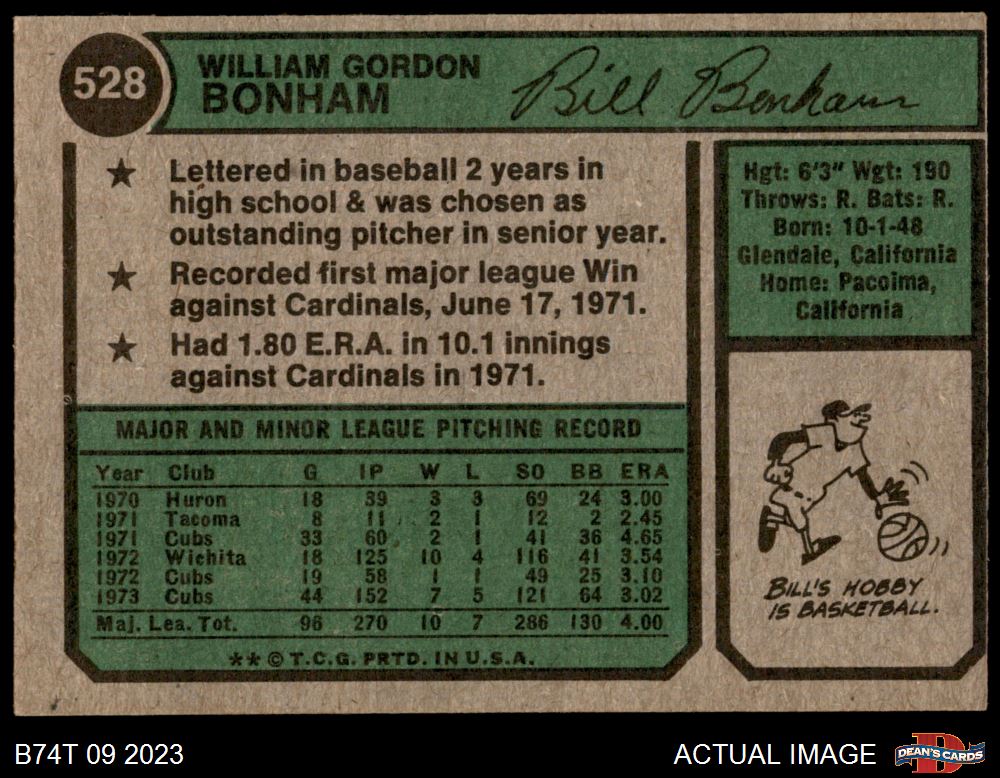 528
WILLIAM GORDON
BONHAM
Bill Bonham
★ Lettered in baseball 2 years in
high school & was chosen as
outstanding pitcher in senior year.
★ Recorded first major league Win
against Cardinals, June 17, 1971.
★ Had 1.80 E.R.A. in 10.1 innings
against Cardinals in 1971.
Hgt: 6'3" Wgt: 190
Throws: R. Bats: R.
Born: 10-1-48
Glendale, California
Home: Pacoima,
California
MAJOR AND MINOR LEAGUE PITCHING RECORD
Year Club G IP W L SO BB ERA
1970 Huron 18 39 3 3 69 24 3.00
1971 Tacoma 8 11 2 1 12 2 2.45
1971 Cubs 33 60 2 1 41 36 4.65
1972 Wichita 18 125 10 4 116 41 3.54
1972 Cubs 19 58 1 1 49 25 3.10
1973 Cubs 44 152 7 5 121 64 3.02
Maj. Lea. Tot. 96 270 10 7 286 130 4.00
** © T.C.G. PRTD. IN U.S.A.
BILL'S HOBBY
IS BASKETBALL.
B74T 09 2023
ACTUAL IMAGE
DEAN'S CARDS